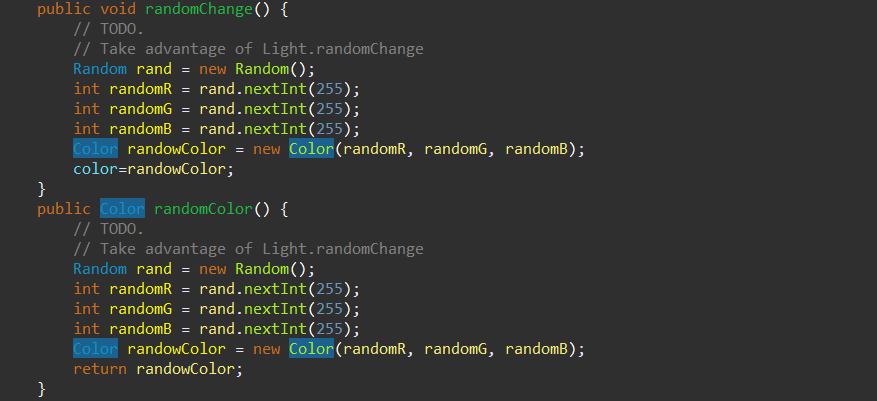 public void randomChange() {
// TODO.
// Take advantage of Light.randomChange
Random rand = new Random();
int randomR = rand.nextInt(255);
int randomG = rand.nextInt(255);
int randomB = rand.nextInt(255);
Color randowColor = new Color(randomR, randomG, randomB);
color=randowColor;
}
public Color randomColor() {
// TODO.
// Take advantage of Light.randomChange
Random rand = new Random();
int randomR = rand.nextInt(255);
int randomG = rand.nextInt(255);
int randomB = rand.nextInt(255);
Color randowColor = new Color(randomR, randomG, randomB);
return randowColor;
}